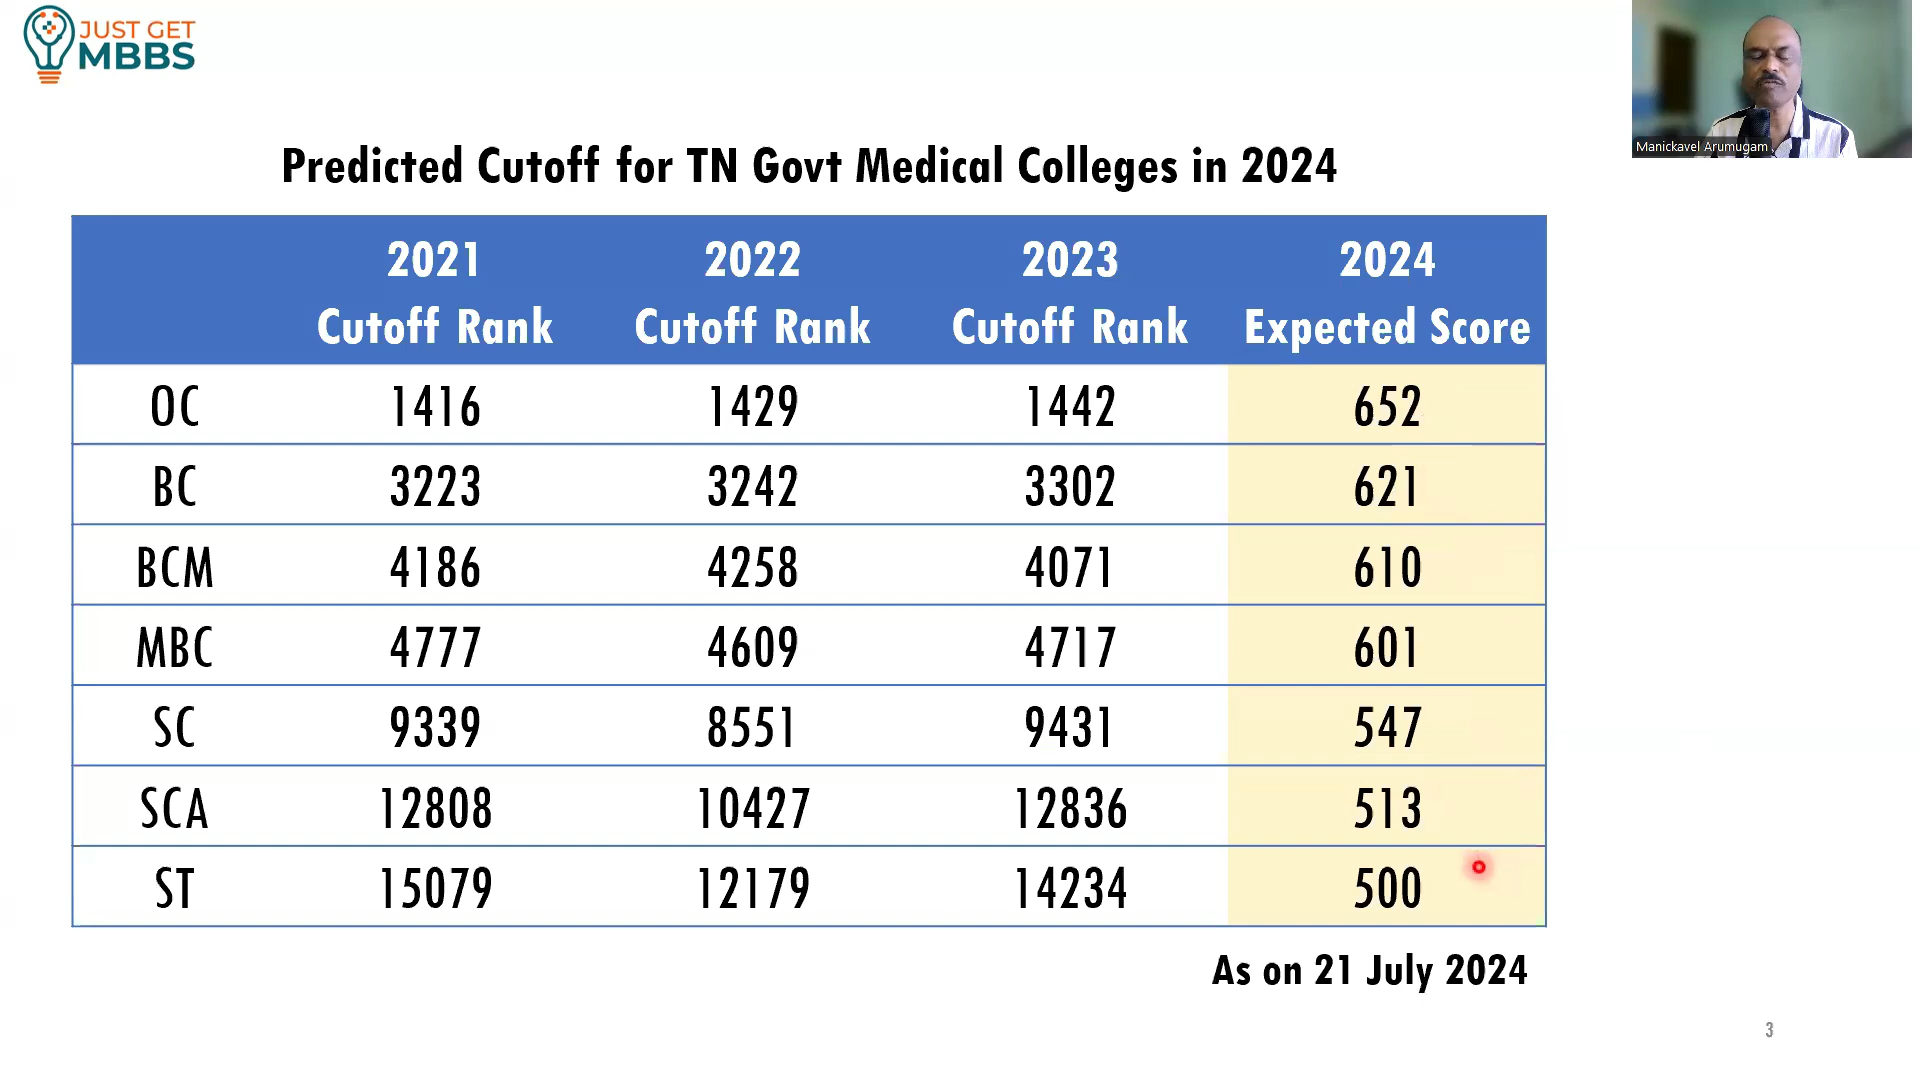 JUST GET
MBBS
Manickavel Arumugam
Predicted Cutoff for TN Govt Medical Colleges in 2024
2021 2022 2023 2024
Cutoff Rank Cutoff Rank Cutoff Rank Expected Score
OC 1416 1429 1442 652
BC 3223 3242 3302 621
BCM 4186 4258 4071 610
MBC 4777 4609 4717 601
SC 9339 8551 9431 547
SCA 12808 10427 12836 513
ST 15079 12179 14234 500
As on 21 July 2024
3